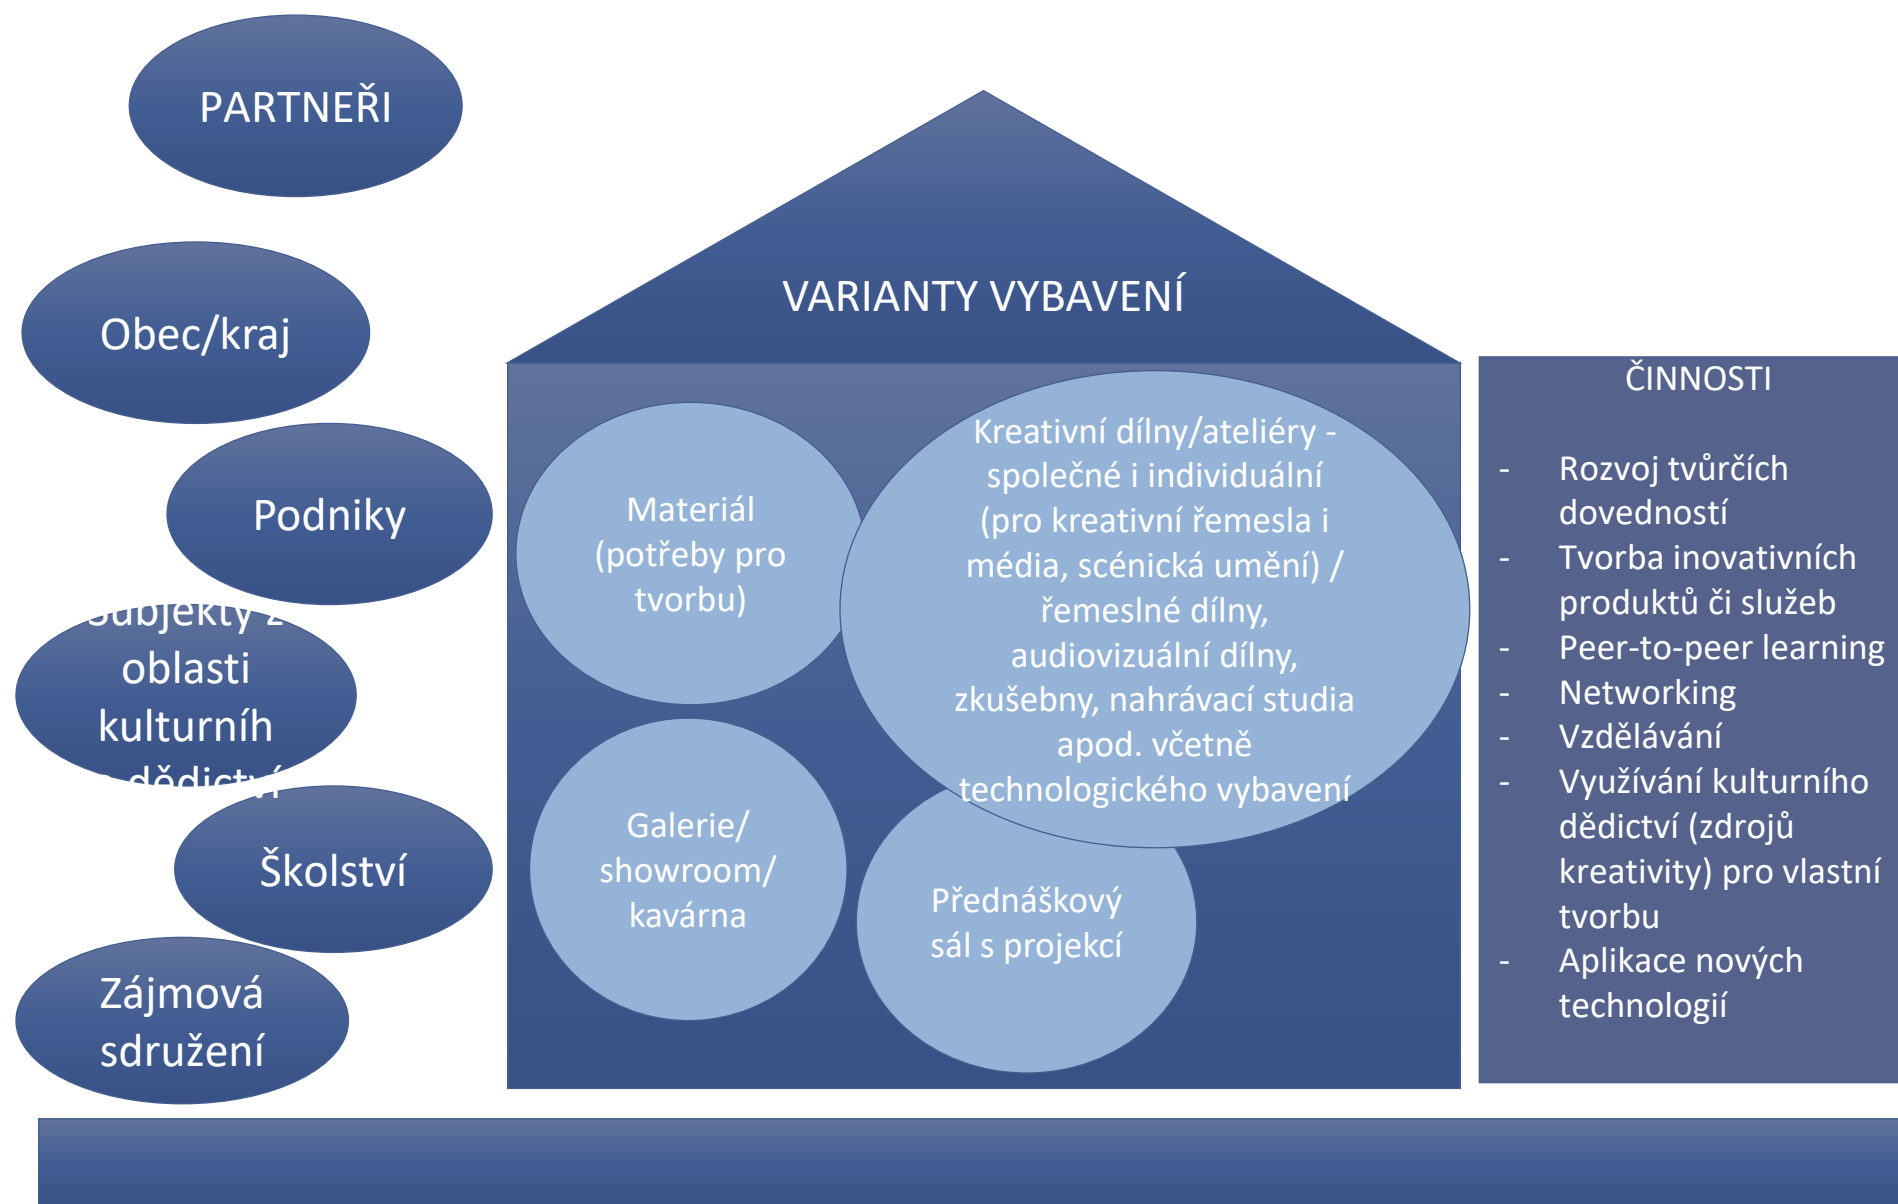 PARTNEŘI
Obec/kraj
Podniky
Subjekty z
oblasti
kulturníh
o dědictví
Školství
Zájmová
sdružení
VARIANTY VYBAVENÍ
Materiál
(potřeby pro
tvorbu)
Kreativní dílny/ateliéry -
společné i individuální
(pro kreativní řemesla i
média, scénická umění) /
řemeslné dílny,
audiovizuální dílny,
zkušebny, nahrávací studia
apod. včetně
technologického vybavení
Galerie/
showroom/
kavárna
Přednáškový
sál s projekcí
ČINNOSTI
- Rozvoj tvůrčích
dovedností
- Tvorba inovativních
produktů či služeb
- Peer-to-peer learning
- Networking
- Vzdělávání
- Využívání kulturního
dědictví (zdrojů
kreativity) pro vlastní
tvorbu
- Aplikace nových
technologií